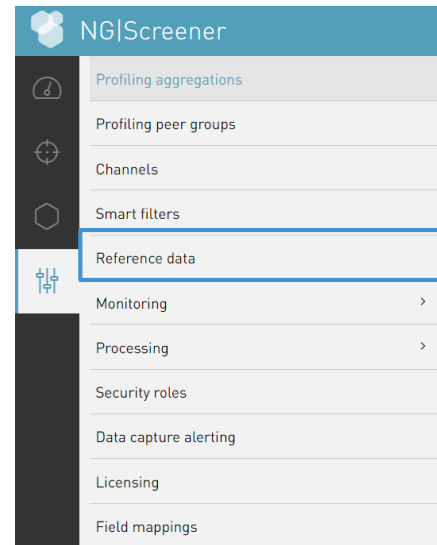 NG|Screener
Profiling aggregations
Profiling peer groups
Channels
Smart filters
Reference data
Monitoring
Processing
Security roles
Data capture alerting
Licensing
Field mappings